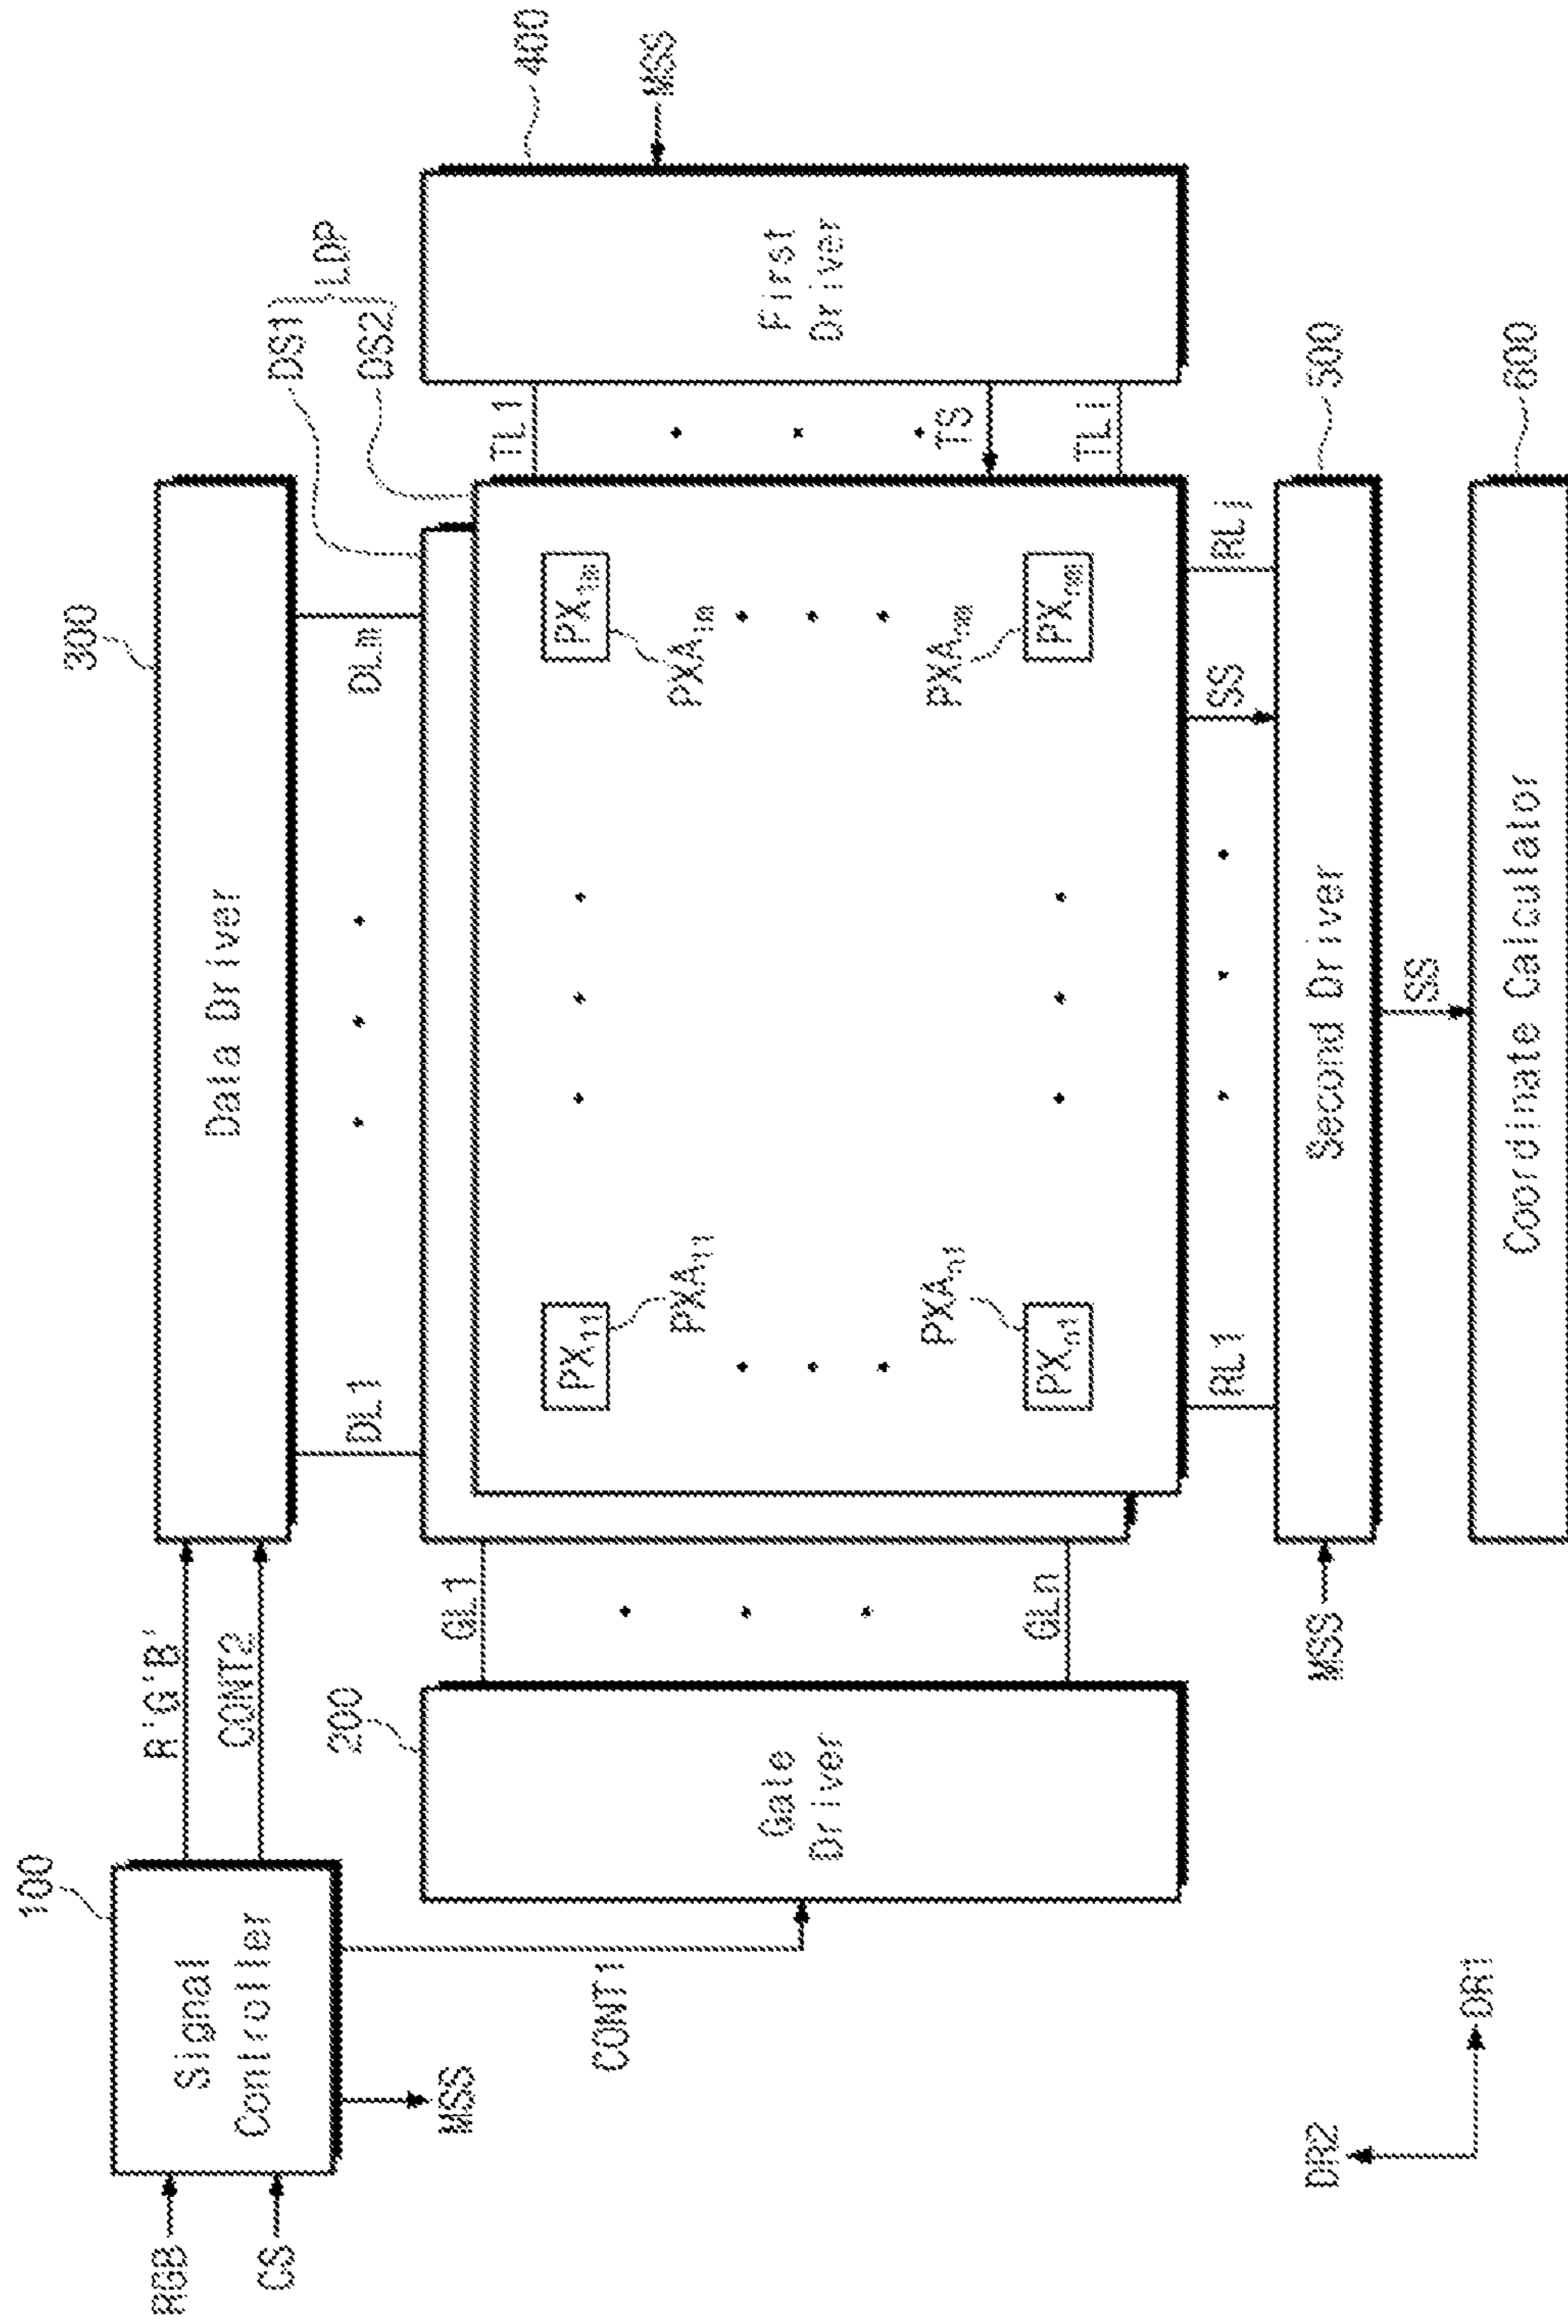 100
300
RGB
CS
Signal
Controller
R'G'B'
CONT2
Data Driver
MSS
CONT1
DL1
DLm
DS1
DS2
LDP
200
400
Gate
Driver
GL1
GLn
PX11
PXA11
PX1m
PXA1m
PXAn1
PXn1
PXAnm
PXnm
TL1
TS
TLi
First
Driver
MSS
RL1
SS
RLj
MSS
Second Driver
500
SS
Coordinate Calculator
600
DR2
DR1